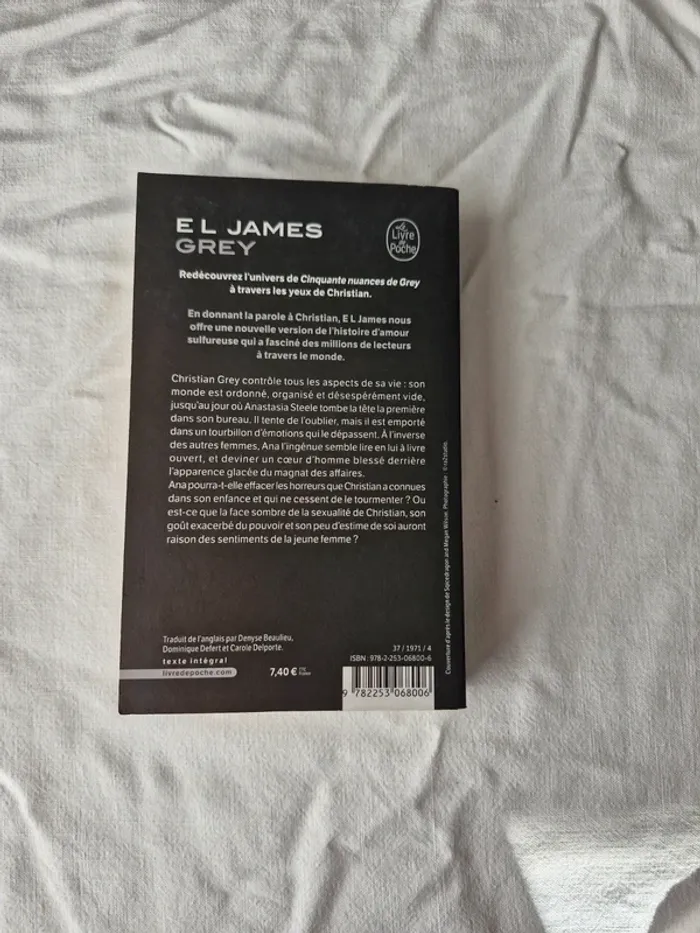 E L JAMES
GREY
Le
Livre
de
Poche
Redécouvrez l'univers de Cinquante nuances de Grey
à travers les yeux de Christian.
En donnant la parole à Christian, E L James nous
offre une nouvelle version de l'histoire d'amour
sulfureuse qui a fasciné des millions de lecteurs
à travers le monde.
Christian Grey contrôle tous les aspects de sa vie : son
monde est ordonné, organisé et désespérément vide,
jusqu'au jour où Anastasia Steele tombe la tête la première
dans son bureau. Il tente de l'oublier, mais il est emporté
dans un tourbillon d'émotions qui le dépassent. À l'inverse
des autres femmes, Ana l'ingénue semble lire en lui à livre
ouvert, et deviner un cœur d'homme blessé derrière
l'apparence glacée du magnat des affaires.
Ana pourra-t-elle effacer les horreurs que Christian a connues
dans son enfance et qui ne cessent de le tourmenter ? Ou
est-ce que la face sombre de la sexualité de Christian, son
goût exacerbé du pouvoir et son peu d'estime de soi auront
raison des sentiments de la jeune femme ?
Traduit de l'anglais par Denyse Beaulieu,
Dominique Defert et Carole Delporte.
texte intégral
livredepoche.com
7,40 €
37 / 1971 / 4
ISBN : 978-2-253-06800-6
9 782253 068006
Couverture d'après le design de Sqicedragon and Megan Wilson. Photographie :